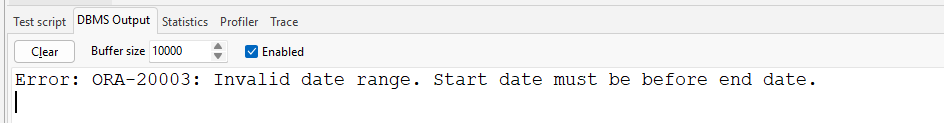 Test script DBMS Output Statistics Profiler Trace
Clear Buffer size 10000 Enabled
Error: ORA-20003: Invalid date range. Start date must be before end date.